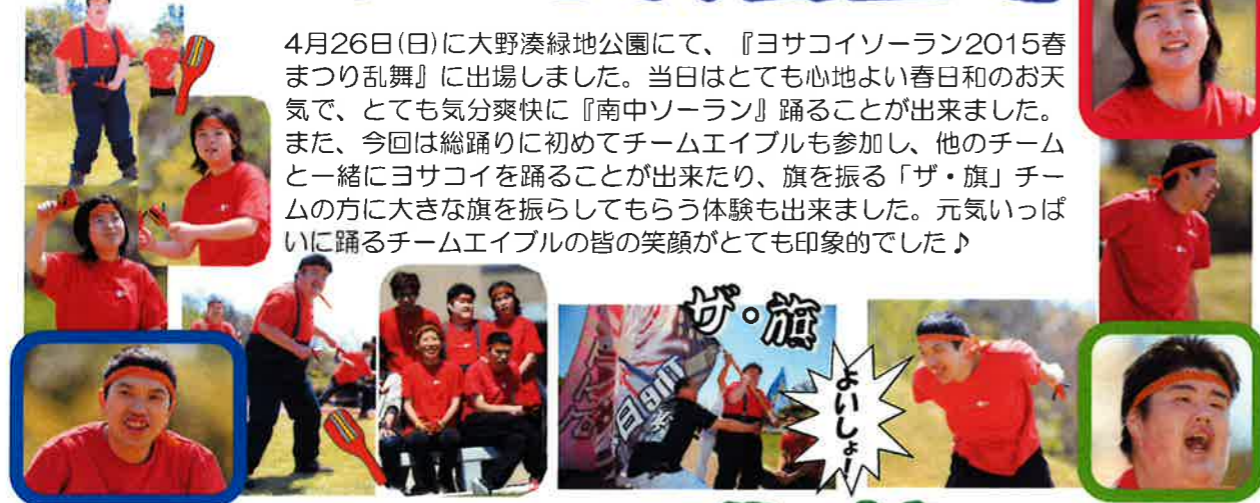 4月26日(日)に大野湊緑地公園にて、『ヨサコイソーラン2015春
まつり乱舞』に出場しました。当日はとても心地よい春日和のお天
気で、とても気分爽快に『南中ソーラン』踊ることが出来ました。
また、今回は総踊りに初めてチームエイブルも参加し、他のチーム
と一緒にヨサコイを踊ることが出来たり、旗を振る「ザ・旗」チー
ムの方に大きな旗を振らしてもらう体験も出来ました。元気いっぱ
いに踊るチームエイブルの皆の笑顔がとても印象的でした♪
ザ・旗
よいしょ!